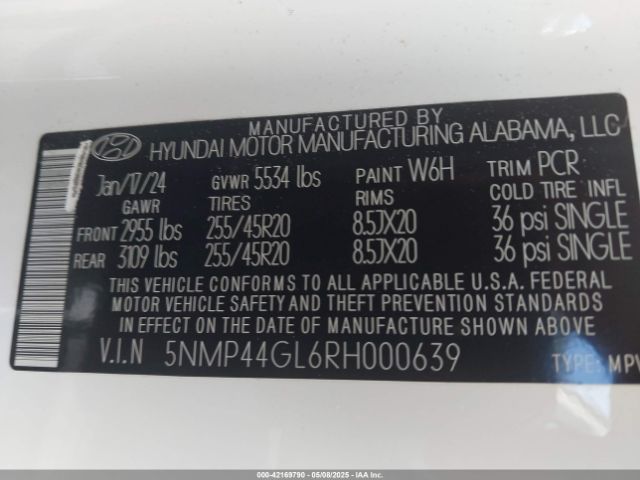 MANUFACTURED BY
HYUNDAI MOTOR MANUFACTURING ALABAMA, LLC
Jan/17/24 GVWR 5534 lbs PAINT W6H TRIM PCR
GAWR TIRES RIMS COLD TIRE INFL
FRONT 2955 lbs 255/45R20 8.5JX20 36 psi SINGLE
REAR 3109 lbs 255/45R20 8.5JX20 36 psi SINGLE
THIS VEHICLE CONFORMS TO ALL APPLICABLE U.S.A. FEDERAL
MOTOR VEHICLE SAFETY AND THEFT PREVENTION STANDARDS
IN EFFECT ON THE DATE OF MANUFACTURE SHOWN ABOVE
V.I.N 5NMP44GL6RH000639 TYPE: MPV
000-42169790 - 05/08/2025 - IAA.com